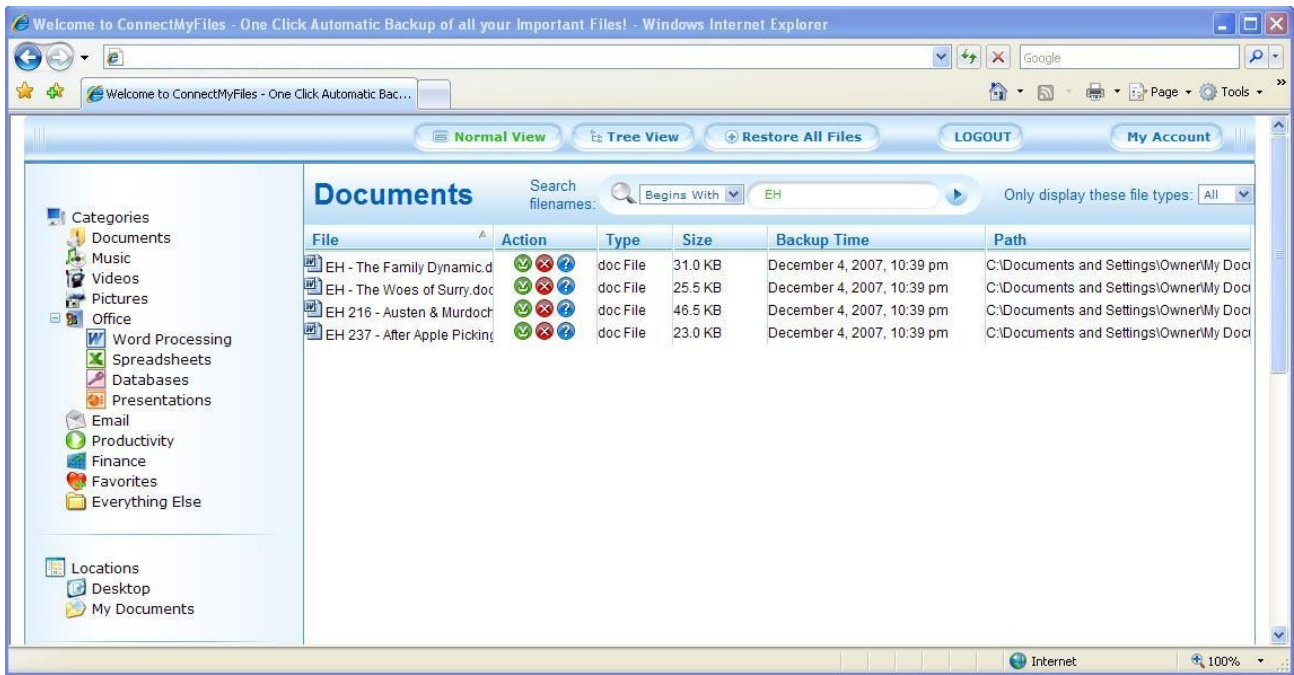 Welcome to ConnectMyFiles - One Click Automatic Backup of all your Important Files! - Windows Internet Explorer
Google
Welcome to ConnectMyFiles - One Click Automatic Bac...
Page Tools »
Normal View Tree View Restore All Files LOGOUT My Account
Documents Search filenames: Begins With EH Only display these file types: All
File Action Type Size Backup Time Path
EH - The Family Dynamic.d doc File 31.0 KB December 4, 2007, 10:39 pm C:\Documents and Settings\Owner\My Docu
EH - The Woes of Surry.doc doc File 25.5 KB December 4, 2007, 10:39 pm C:\Documents and Settings\Owner\My Docu
EH 216 - Austen & Murdoch doc File 46.5 KB December 4, 2007, 10:39 pm C:\Documents and Settings\Owner\My Docu
EH 237 - After Apple Picking doc File 23.0 KB December 4, 2007, 10:39 pm C:\Documents and Settings\Owner\My Docu
Categories
Documents
Music
Videos
Pictures
Office
Word Processing
Spreadsheets
Databases
Presentations
Email
Productivity
Finance
Favorites
Everything Else
Locations
Desktop
My Documents
Internet 100%